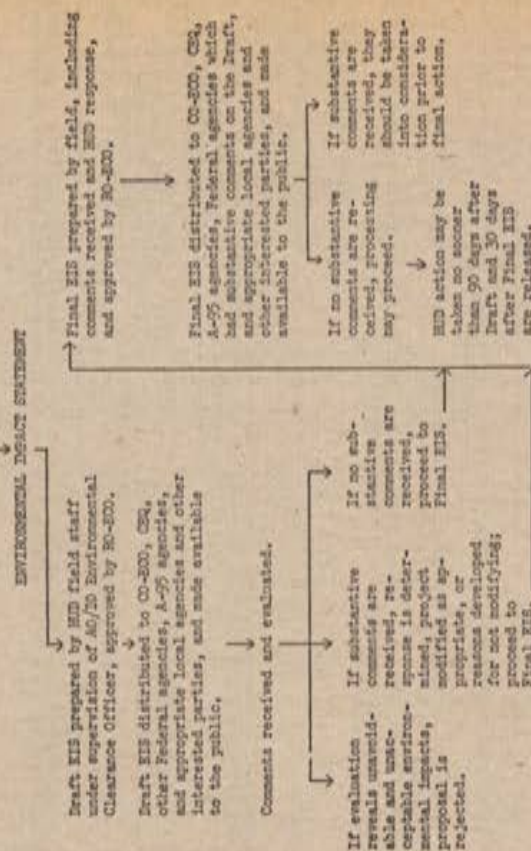 ENVIRONMENTAL IMPACT STATEMENT
Draft EIS prepared by HUD field staff
under supervision of AO/IO Environmental
Clearance Officer, approved by RO-ECO.
Draft EIS distributed to CO-ECO, CEQ,
other Federal agencies, A-95 agencies,
and appropriate local agencies and other
interested parties, and made available
to the public.
Comments received and evaluated.
If evaluation
reveals unavoid-
able and unac-
ceptable environ-
mental impacts,
proposal is
rejected.
If substantive
comments are
received, re-
sponse is deter-
mined, project
modified as ap-
propriate, or
reasons developed
for not modifying;
proceed to
Final EIS.
If no sub-
stantive
comments are
received,
proceed to
Final EIS.
Final EIS prepared by field, including
comments received and HUD response,
and approved by RO-ECO.
Final EIS distributed to CO-ECO, CEQ,
A-95 agencies, Federal agencies which
had substantive comments on the Draft,
and appropriate local agencies and
other interested parties, and made
available to the public.
If no substantive
comments are re-
ceived, processing
may proceed.
HUD action may be
taken no sooner
than 90 days after
Draft and 30 days
after Final EIS
are released.
If substantive
comments are
received, they
should be taken
into considera-
tion prior to
final action.